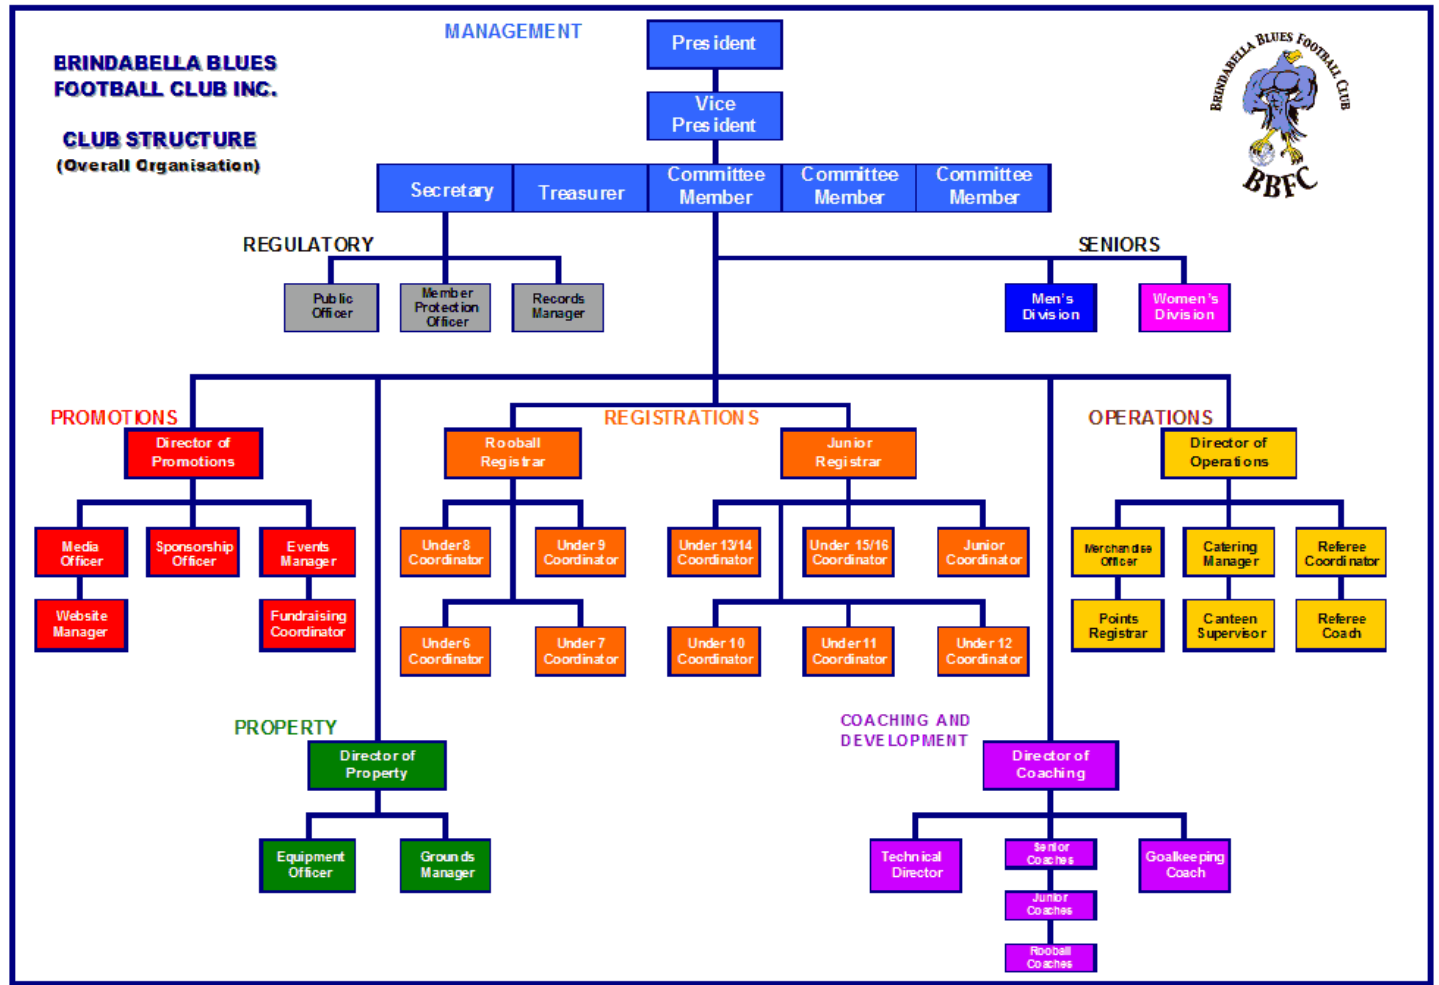 MANAGEMENT
President
BRINDABELLA BLUES
FOOTBALL CLUB INC.
CLUB STRUCTURE
(Overall Organisation)
BRINDABELLA BLUES FOOTBALL CLUB
BBFC
Vice
President
Secretary
Treasurer
Committee
Member
Committee
Member
Committee
Member
REGULATORY
Public
Officer
Member
Protection
Officer
Records
Manager
SENIORS
Men's
Division
Women's
Division
PROMOTIONS
Director of
Promotions
Media
Officer
Sponsorship
Officer
Events
Manager
Website
Manager
Fundraising
Coordinator
REGISTRATIONS
Rooball
Registrar
Junior
Registrar
Under 8
Coordinator
Under 9
Coordinator
Under 13/14
Coordinator
Under 15/16
Coordinator
Junior
Coordinator
Under 6
Coordinator
Under 7
Coordinator
Under 10
Coordinator
Under 11
Coordinator
Under 12
Coordinator
OPERATIONS
Director of
Operations
Merchandise
Officer
Catering
Manager
Referee
Coordinator
Points
Registrar
Canteen
Supervisor
Referee
Coach
PROPERTY
Director of
Property
Equipment
Officer
Grounds
Manager
COACHING AND
DEVELOPMENT
Director of
Coaching
Technical
Director
Senior
Coaches
Goalkeeping
Coach
Junior
Coaches
Rooball
Coaches